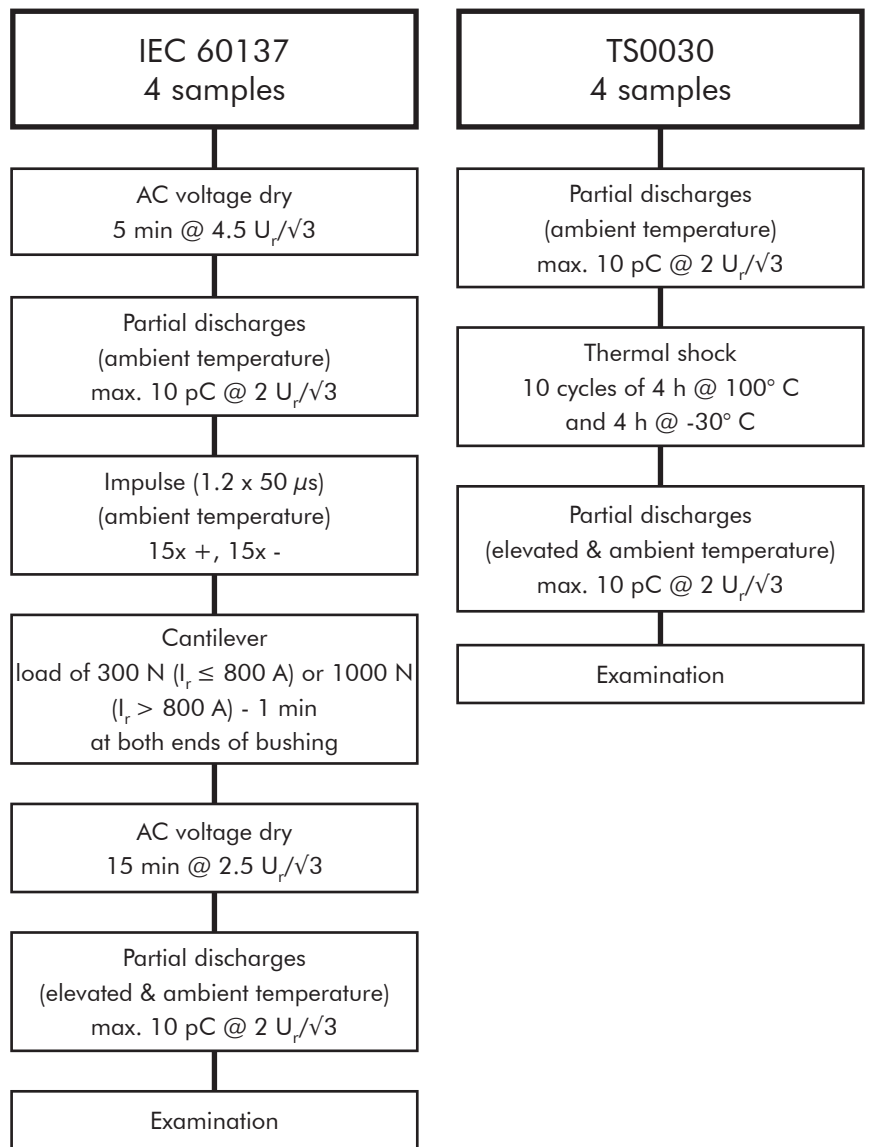 IEC 60137
4 samples
AC voltage dry
5 min @ 4.5 Uᵣ/√3
Partial discharges
(ambient temperature)
max. 10 pC @ 2 Uᵣ/√3
Impulse (1.2 x 50 µs)
(ambient temperature)
15x +, 15x -
Cantilever
load of 300 N (Iᵣ ≤ 800 A) or 1000 N
(Iᵣ > 800 A) - 1 min
at both ends of bushing
AC voltage dry
15 min @ 2.5 Uᵣ/√3
Partial discharges
(elevated & ambient temperature)
max. 10 pC @ 2 Uᵣ/√3
Examination
TS0030
4 samples
Partial discharges
(ambient temperature)
max. 10 pC @ 2 Uᵣ/√3
Thermal shock
10 cycles of 4 h @ 100° C
and 4 h @ -30° C
Partial discharges
(elevated & ambient temperature)
max. 10 pC @ 2 Uᵣ/√3
Examination